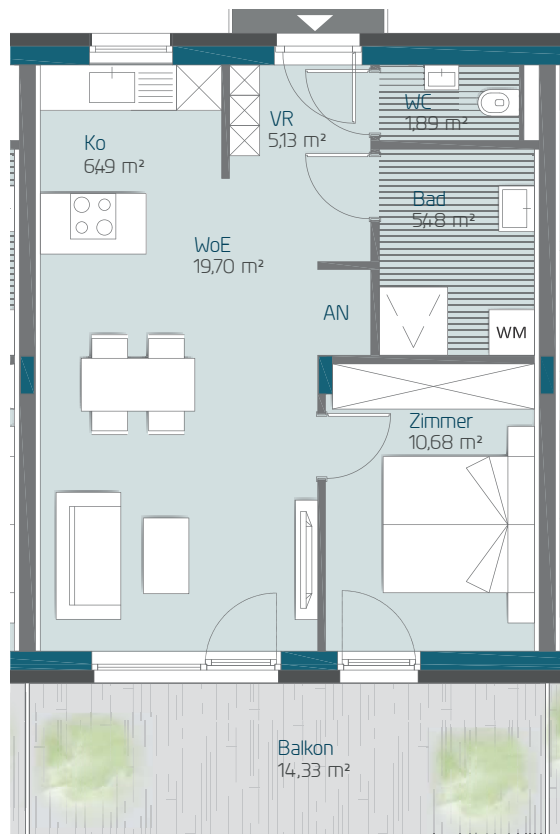 WC
1,89 m²
VR
5,13 m²
Ko
6,49 m²
Bad
5,48 m²
WoE
19,70 m²
AN
WM
Zimmer
10,68 m²
Balkon
14,33 m²